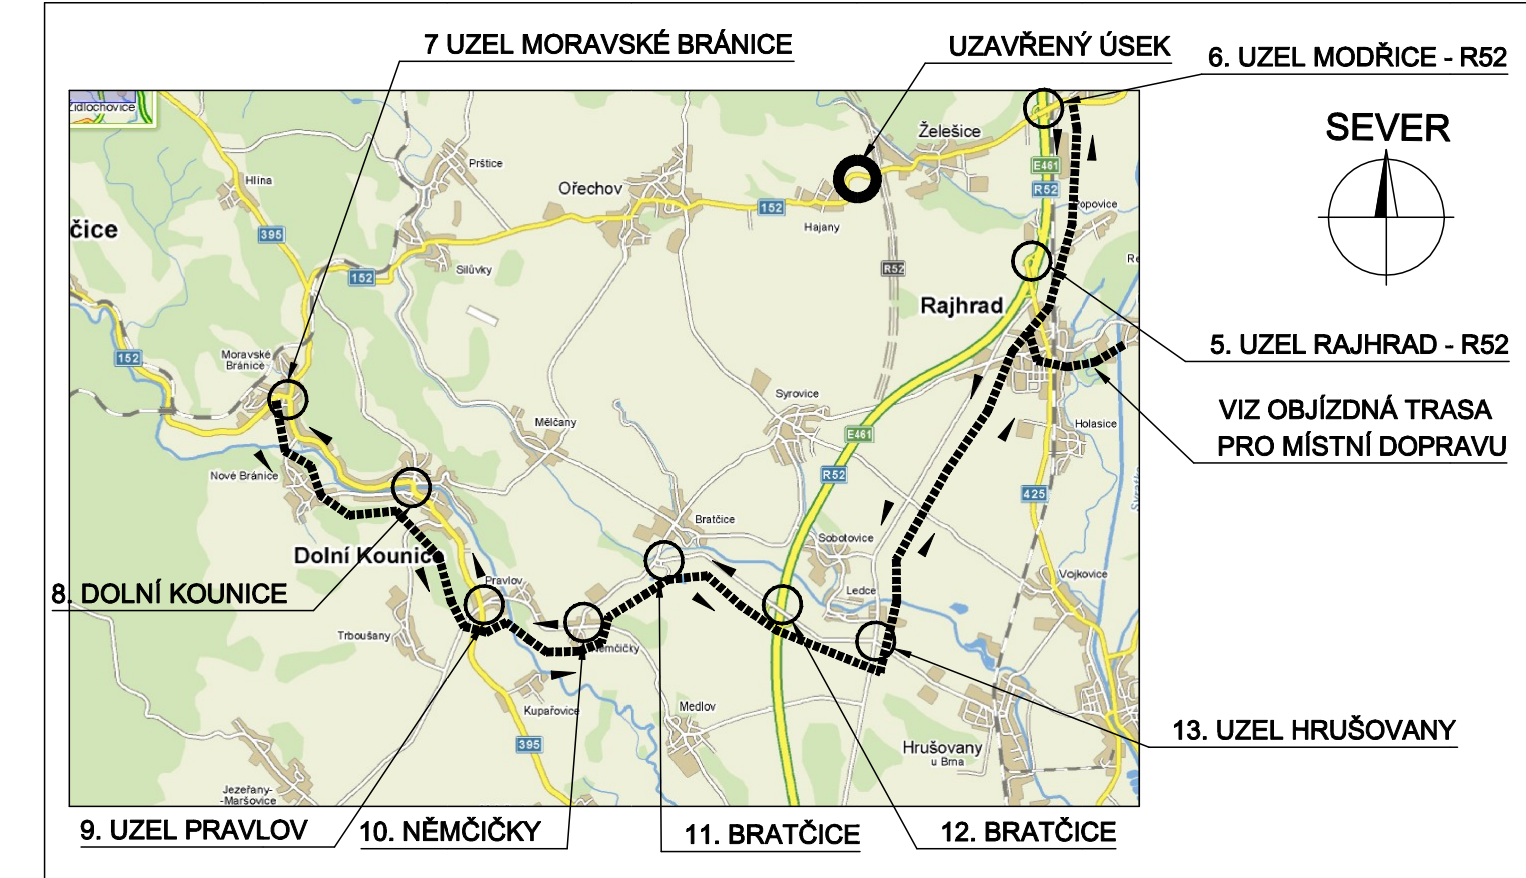 7 UZEL MORAVSKÉ BRÁNICE
UZAVŘENÝ ÚSEK
6. UZEL MODŘICE - R52
SEVER
Židlochovice
Želešice
Prštice
E461
Hlína
Ořechov
R52
152
Popovice
395
čice
Hajany
152
Silůvky
R52
Re
Rajhrad
5. UZEL RAJHRAD - R52
152
Moravské
Bránice
Syrovice
VIZ OBJÍZDNÁ TRASA
PRO MÍSTNÍ DOPRAVU
Mělčany
Holasice
E461
Nové Bránice
R52
425
Svratka
Bratčice
Sobotovice
Dolní Kounice
Vojkovice
Pravlov
8. DOLNÍ KOUNICE
Ledce
Trboušany
Němčičky
Kupařovice
Medlov
13. UZEL HRUŠOVANY
395
Hrušovany
u Brna
Jezeřany-
-Maršovice
9. UZEL PRAVLOV
10. NĚMČIČKY
11. BRATČICE
12. BRATČICE